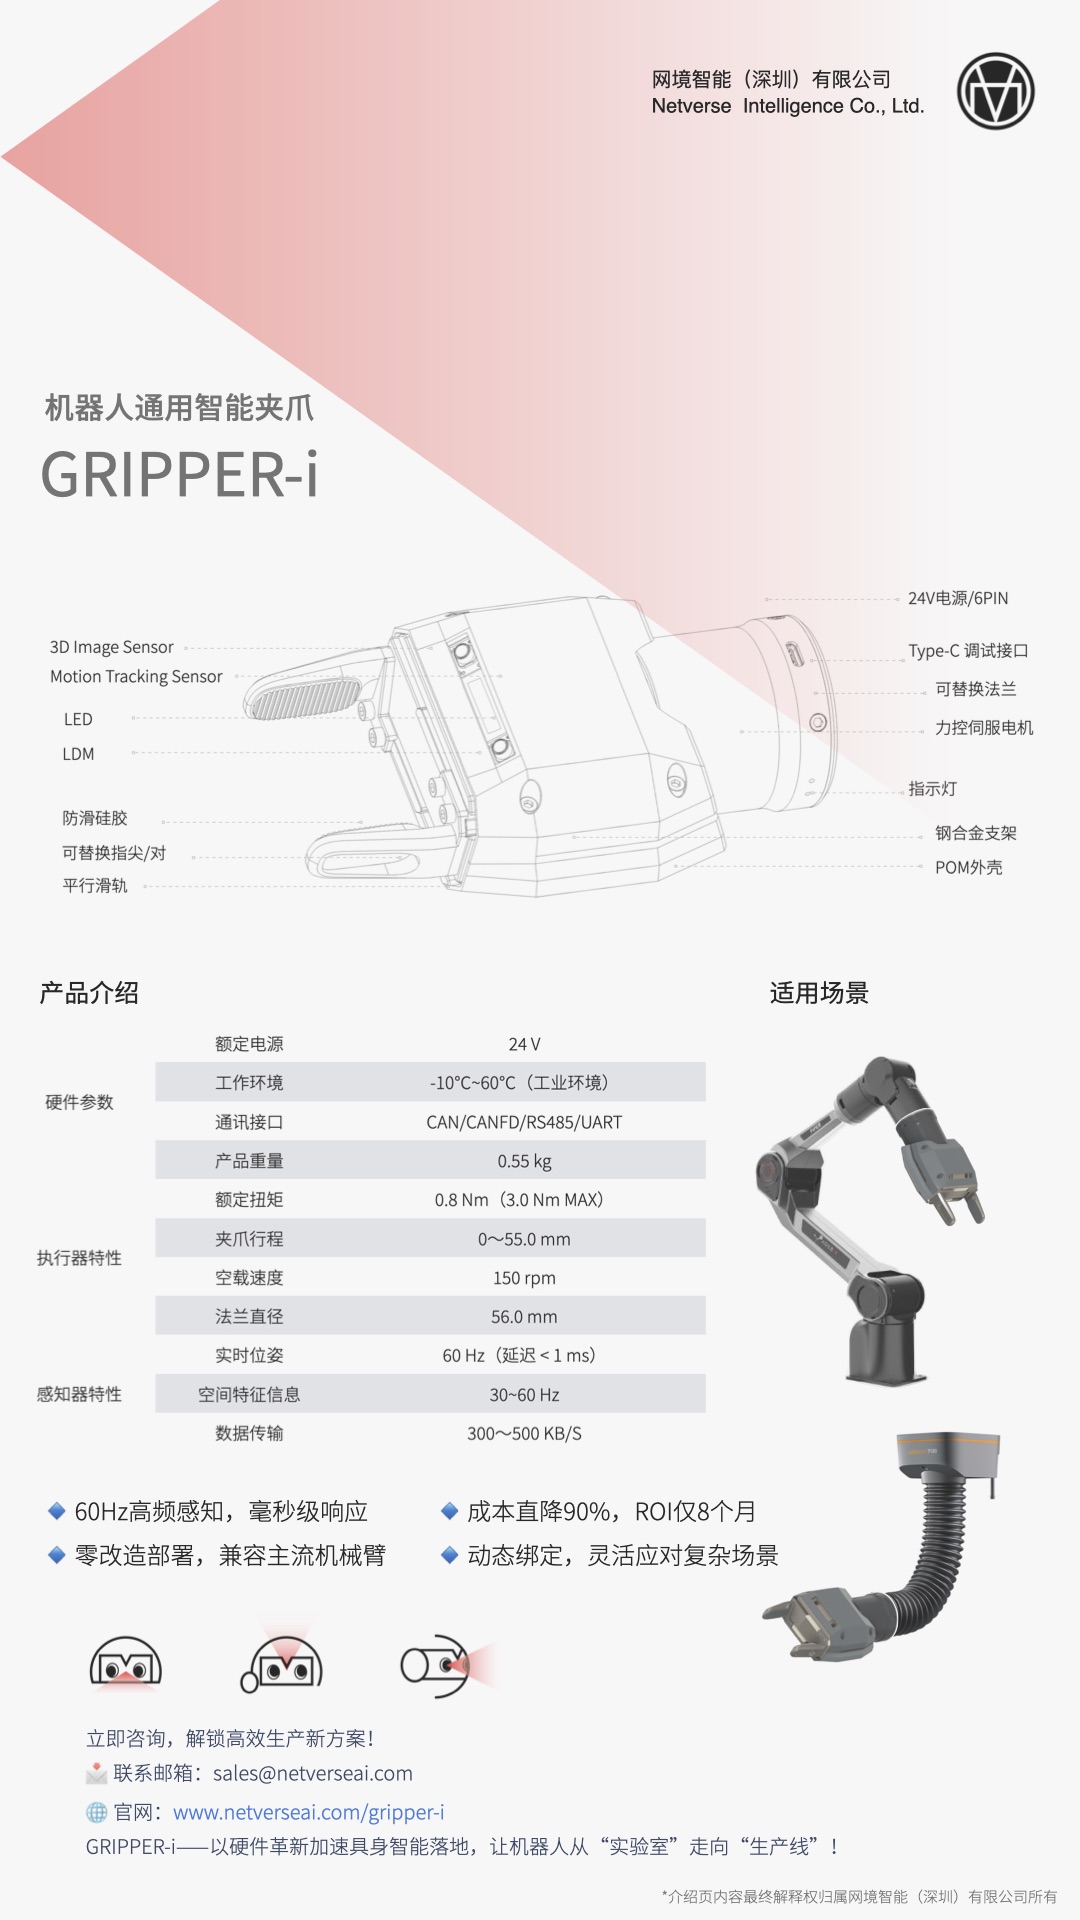 网境智能（深圳）有限公司
Netverse Intelligence Co., Ltd.
机器人通用智能夹爪
GRIPPER-i
3D Image Sensor
Motion Tracking Sensor
LED
LDM
防滑硅胶
可替换指尖/对
平行滑轨
24V电源/6PIN
Type-C 调试接口
可替换法兰
力控伺服电机
指示灯
钢合金支架
POM外壳
产品介绍
适用场景
硬件参数
额定电源 24 V
工作环境 -10°C~60°C（工业环境）
通讯接口 CAN/CANFD/RS485/UART
产品重量 0.55 kg
执行器特性
额定扭矩 0.8 Nm（3.0 Nm MAX）
夹爪行程 0～55.0 mm
空载速度 150 rpm
法兰直径 56.0 mm
感知器特性
实时位姿 60 Hz（延迟 < 1 ms）
空间特征信息 30~60 Hz
数据传输 300～500 KB/S
60Hz高频感知，毫秒级响应
成本直降90%，ROI仅8个月
零改造部署，兼容主流机械臂
动态绑定，灵活应对复杂场景
立即咨询，解锁高效生产新方案！
联系邮箱：sales@netverseai.com
官网：www.netverseai.com/gripper-i
GRIPPER-i——以硬件革新加速具身智能落地，让机器人从“实验室”走向“生产线”！
*介绍页内容最终解释权归属网境智能（深圳）有限公司所有